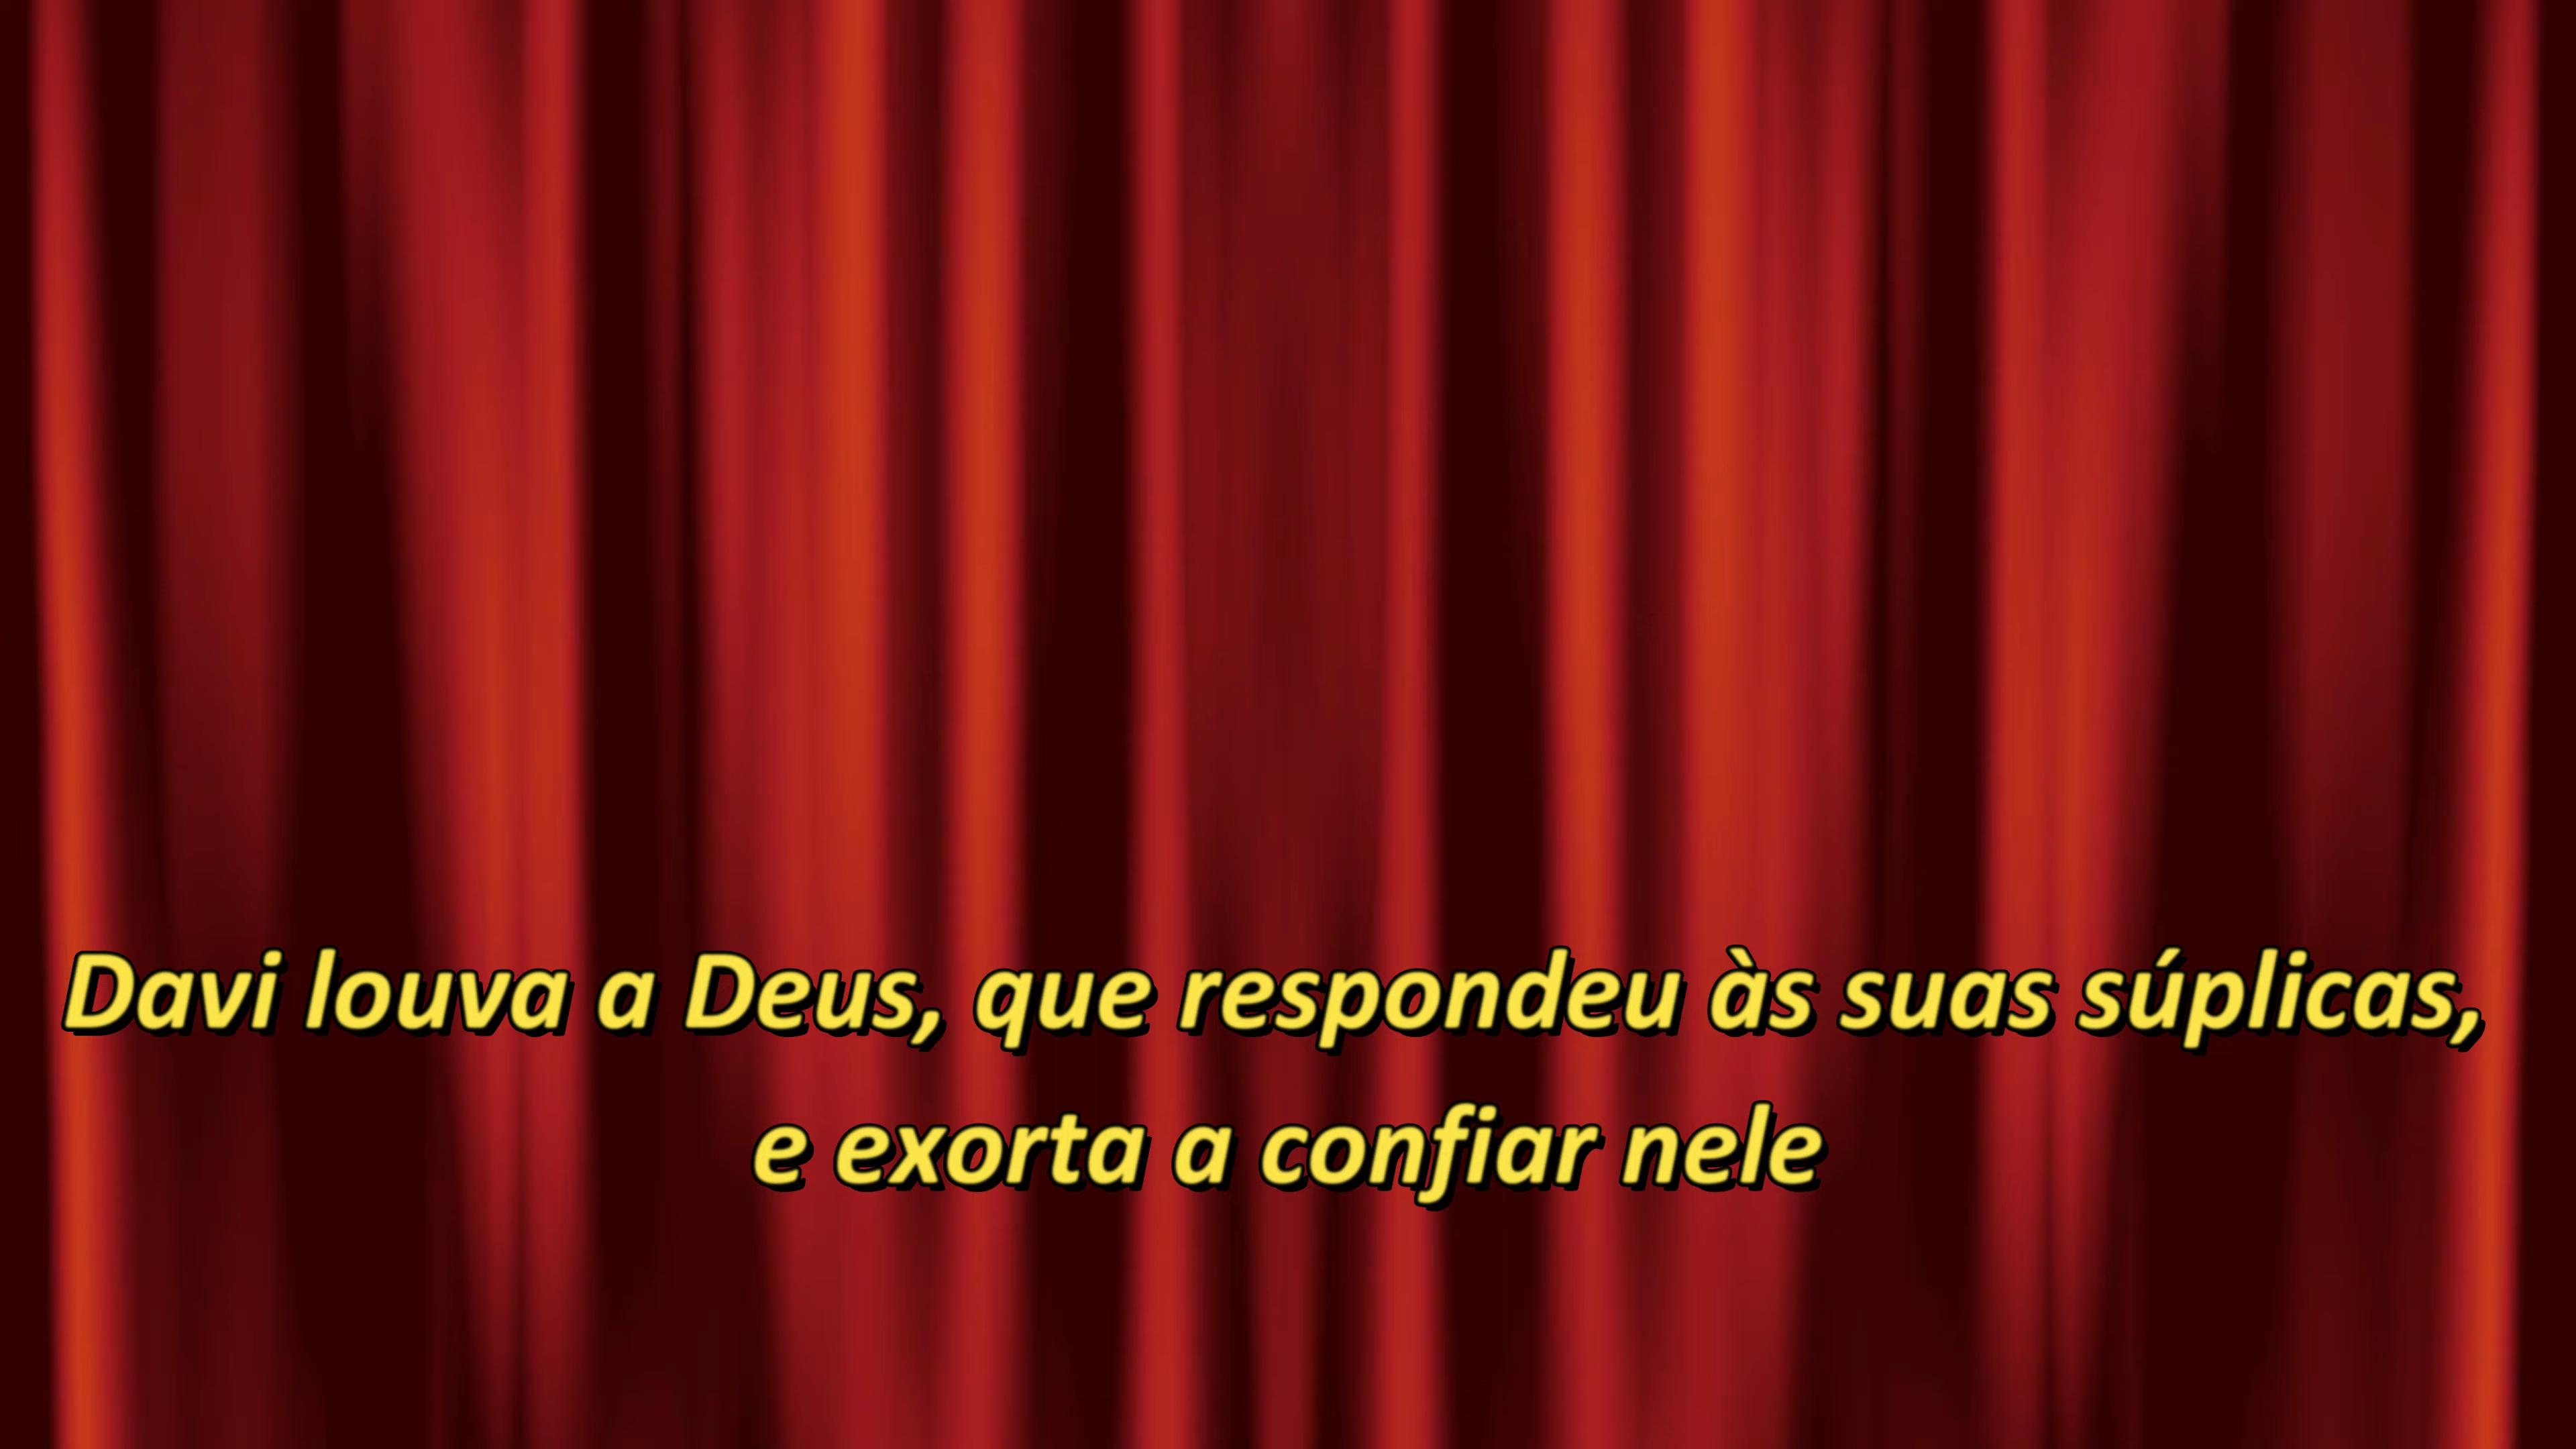 Davi louva a Deus, que respondeu às suas súplicas,
e exorta a confiar nele